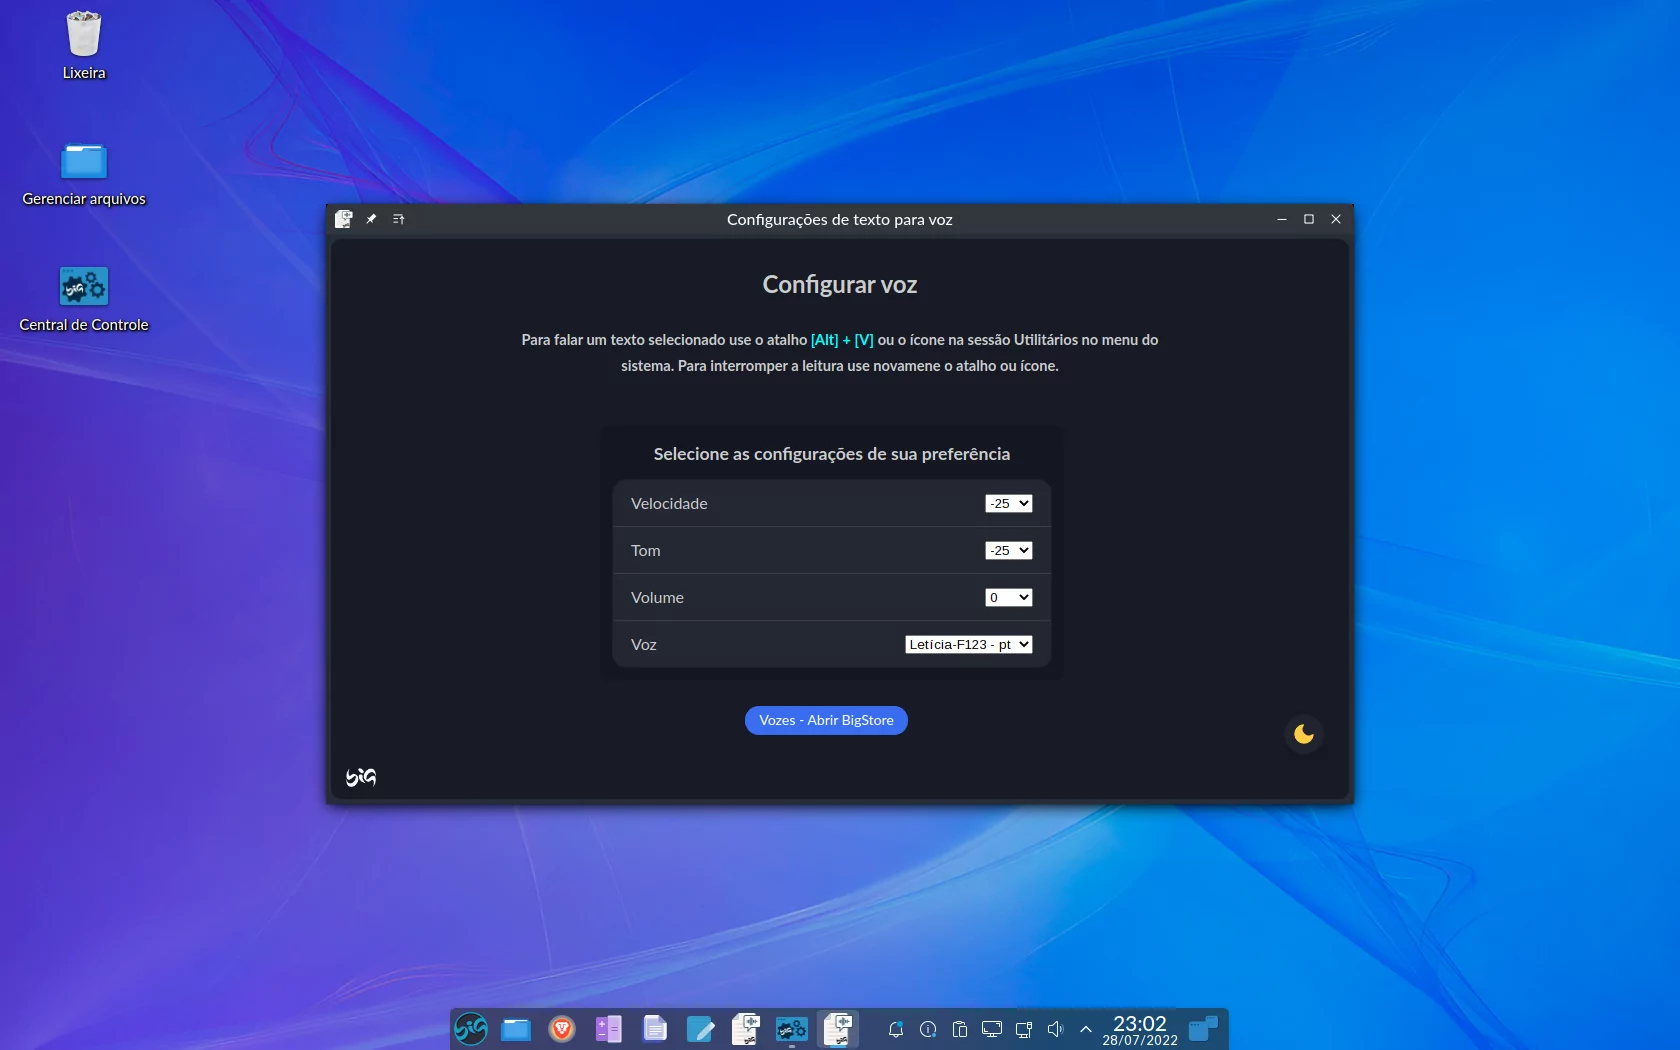 Lixeira
Gerenciar arquivos
Central de Controle
Configurações de texto para voz
Configurar voz
Para falar um texto selecionado use o atalho [Alt] + [V] ou o ícone na sessão Utilitários no menu do
sistema. Para interromper a leitura use novamene o atalho ou ícone.
Selecione as configurações de sua preferência
Velocidade -25
Tom -25
Volume 0
Voz Letícia-F123 - pt
Vozes - Abrir BigStore
big
23:02
28/07/2022